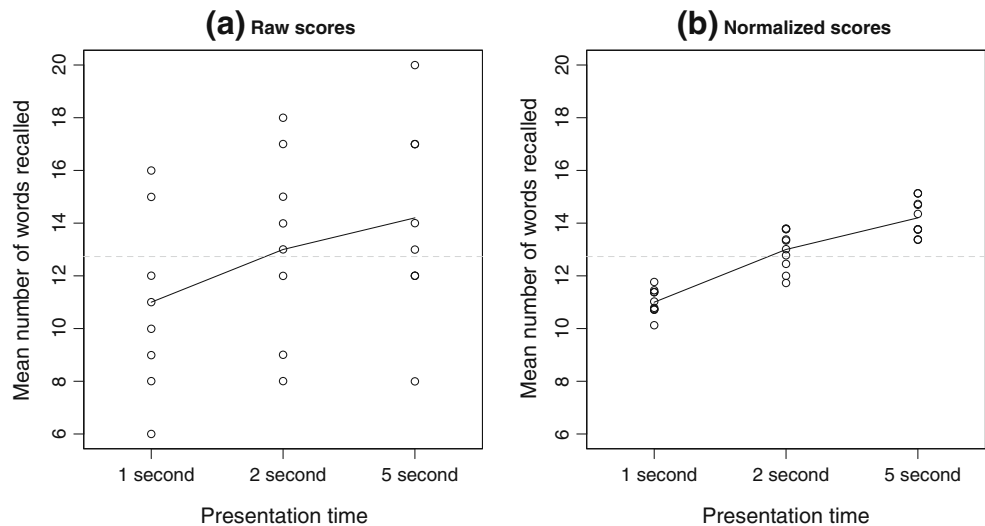 (a) Raw scores
Mean number of words recalled
20
18
16
14
12
10
8
6
1 second 2 second 5 second
Presentation time
(b) Normalized scores
Mean number of words recalled
20
18
16
14
12
10
8
6
1 second 2 second 5 second
Presentation time